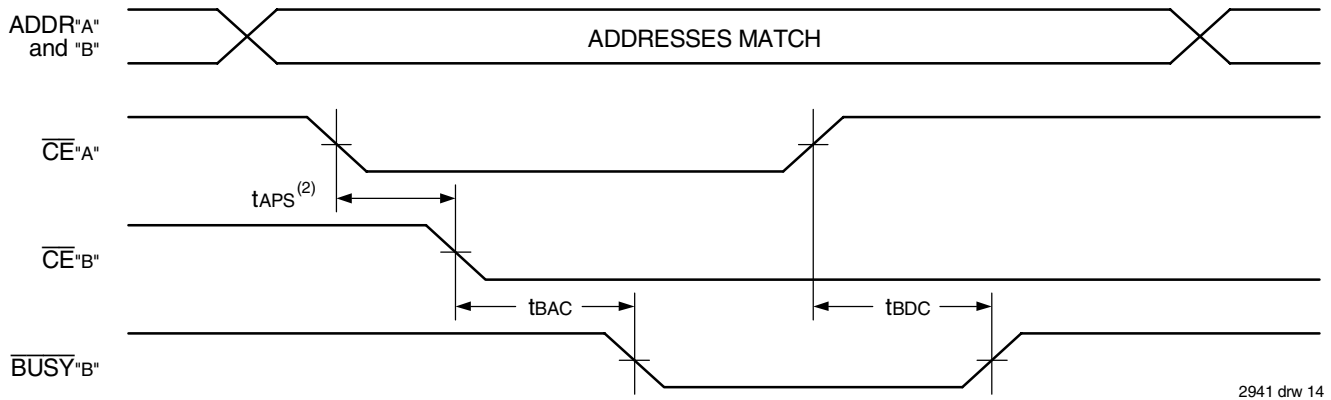 ADDR"A"
and "B"
ADDRESSES MATCH
CE"A"
tAPS(2)
CE"B"
tBAC
tBDC
BUSY"B"
2941 drw 14